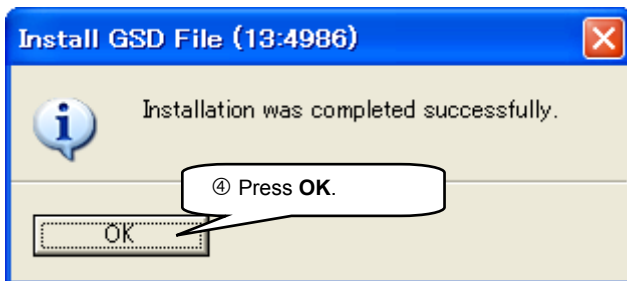 Install GSD File (13:4986)
Installation was completed successfully.
④ Press OK.
OK